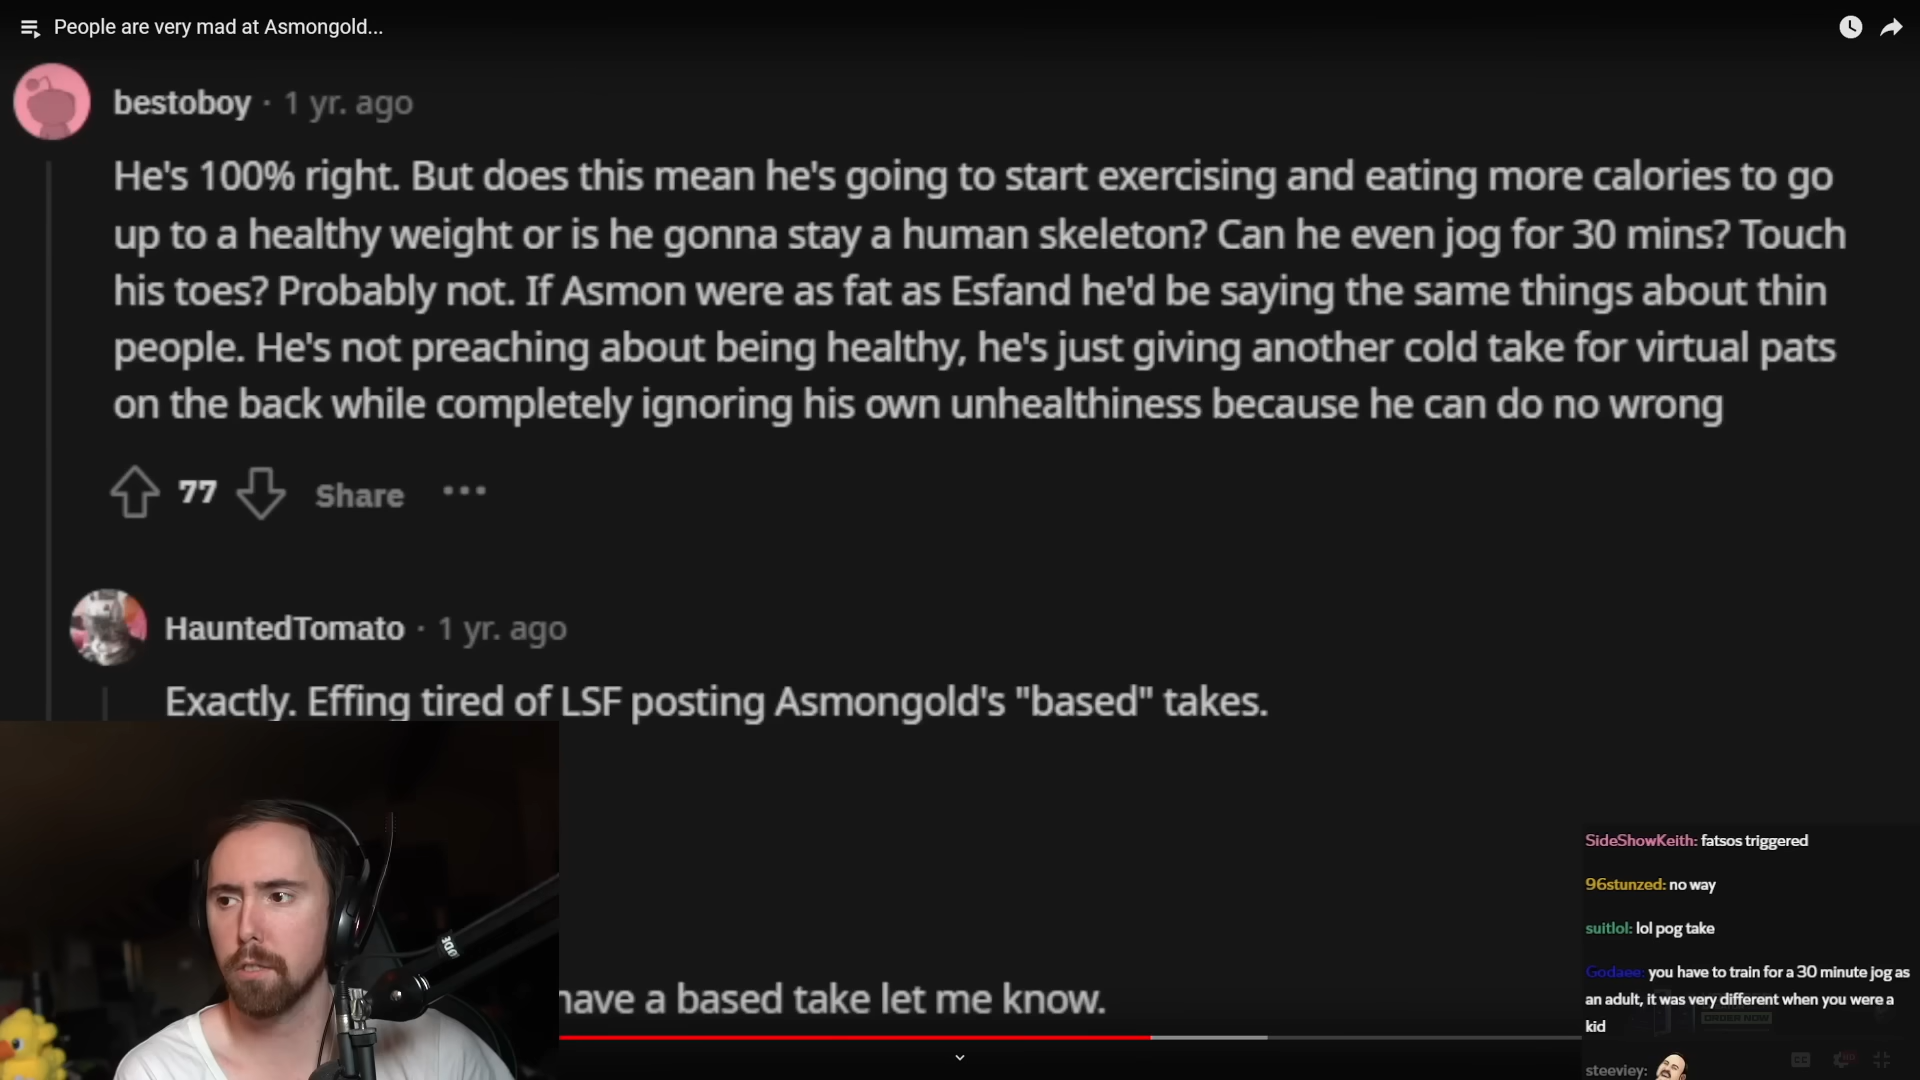 People are very mad at Asmongold...
bestoboy · 1 yr. ago
He's 100% right. But does this mean he's going to start exercising and eating more calories to go
up to a healthy weight or is he gonna stay a human skeleton? Can he even jog for 30 mins? Touch
his toes? Probably not. If Asmon were as fat as Esfand he'd be saying the same things about thin
people. He's not preaching about being healthy, he's just giving another cold take for virtual pats
on the back while completely ignoring his own unhealthiness because he can do no wrong
77 Share ...
HauntedTomato · 1 yr. ago
Exactly. Effing tired of LSF posting Asmongold's "based" takes.
have a based take let me know.
SideShowKeith: fatsos triggered
96stunzed: no way
suitlol: lol pog take
Godaee: you have to train for a 30 minute jog as
an adult, it was very different when you were a
kid
ORDER NOW
steeviey: